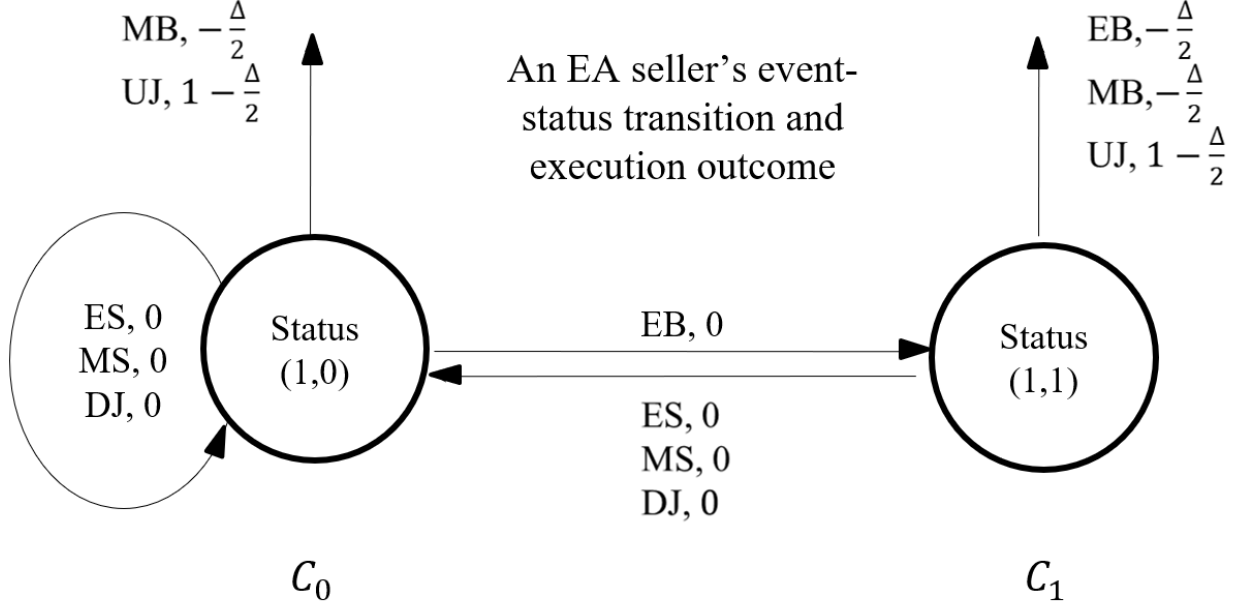 MB, −Δ/2
UJ, 1 − Δ/2
An EA seller’s event-
status transition and
execution outcome
EB,−Δ/2
MB,−Δ/2
UJ, 1 − Δ/2
ES, 0
MS, 0
DJ, 0
Status
(1,0)
EB, 0
ES, 0
MS, 0
DJ, 0
Status
(1,1)
C₀
C₁